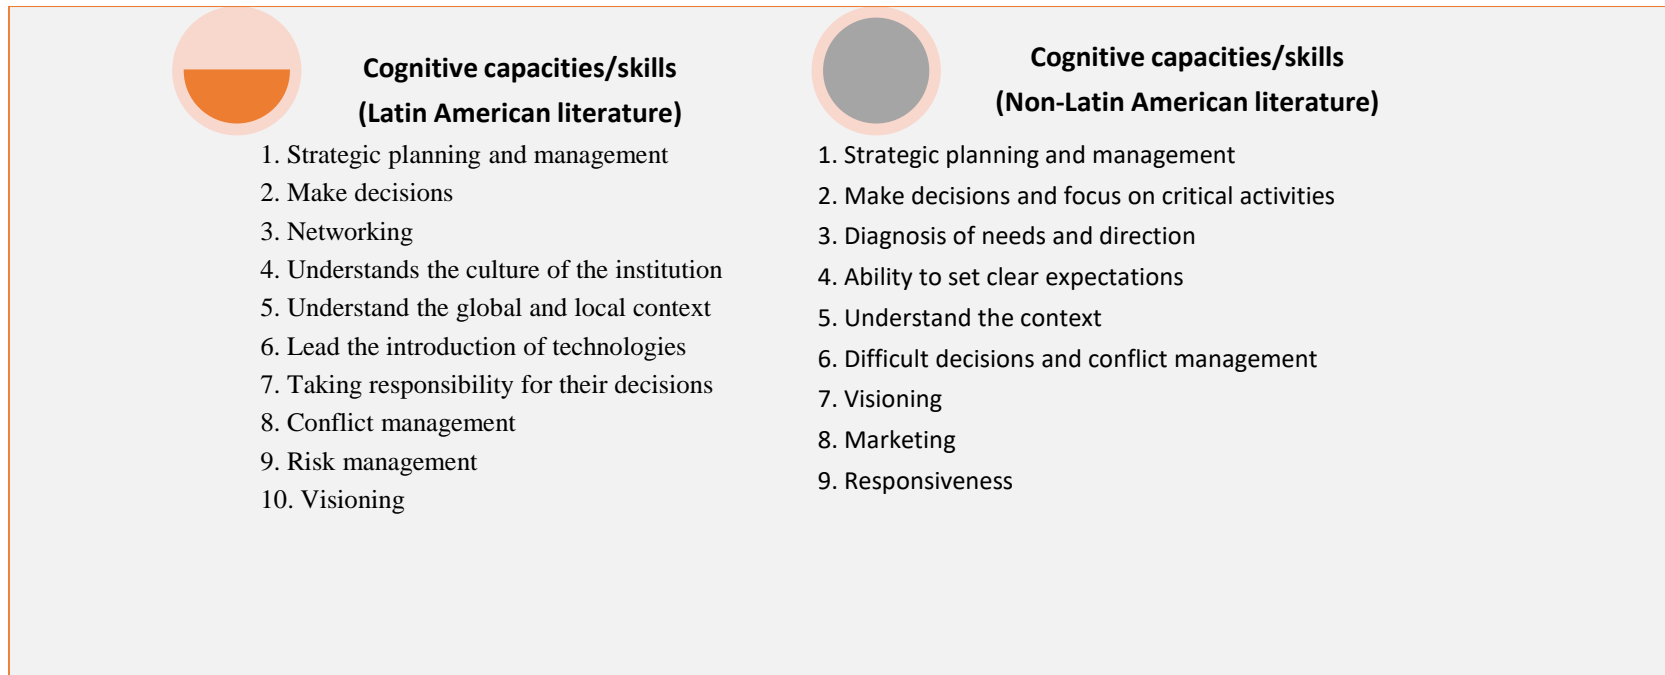 Cognitive capacities/skills
(Latin American literature)
1. Strategic planning and management
2. Make decisions
3. Networking
4. Understands the culture of the institution
5. Understand the global and local context
6. Lead the introduction of technologies
7. Taking responsibility for their decisions
8. Conflict management
9. Risk management
10. Visioning
Cognitive capacities/skills
(Non-Latin American literature)
1. Strategic planning and management
2. Make decisions and focus on critical activities
3. Diagnosis of needs and direction
4. Ability to set clear expectations
5. Understand the context
6. Difficult decisions and conflict management
7. Visioning
8. Marketing
9. Responsiveness